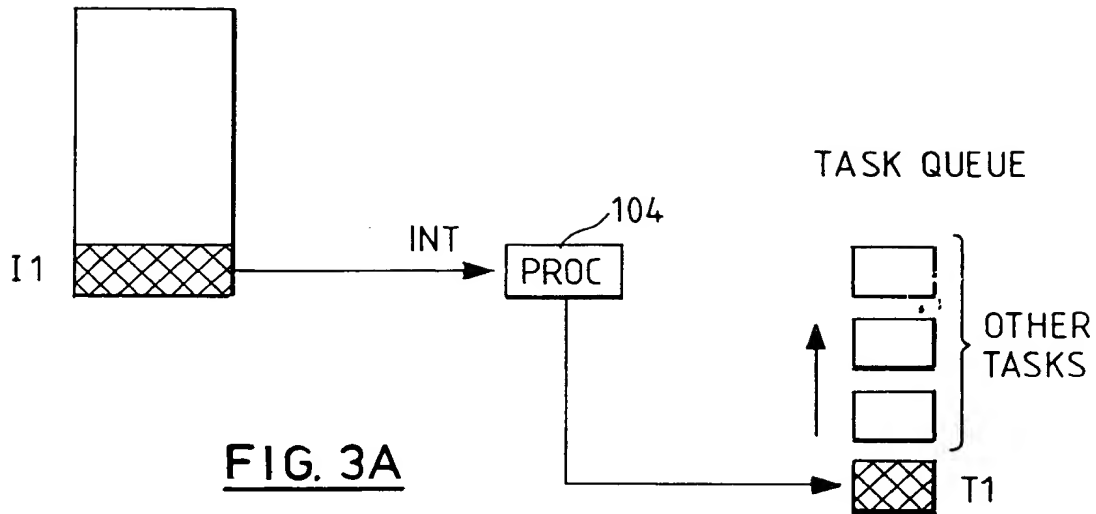 TASK QUEUE
104
INT
I1
PROC
OTHER
TASKS
T1
FIG. 3A